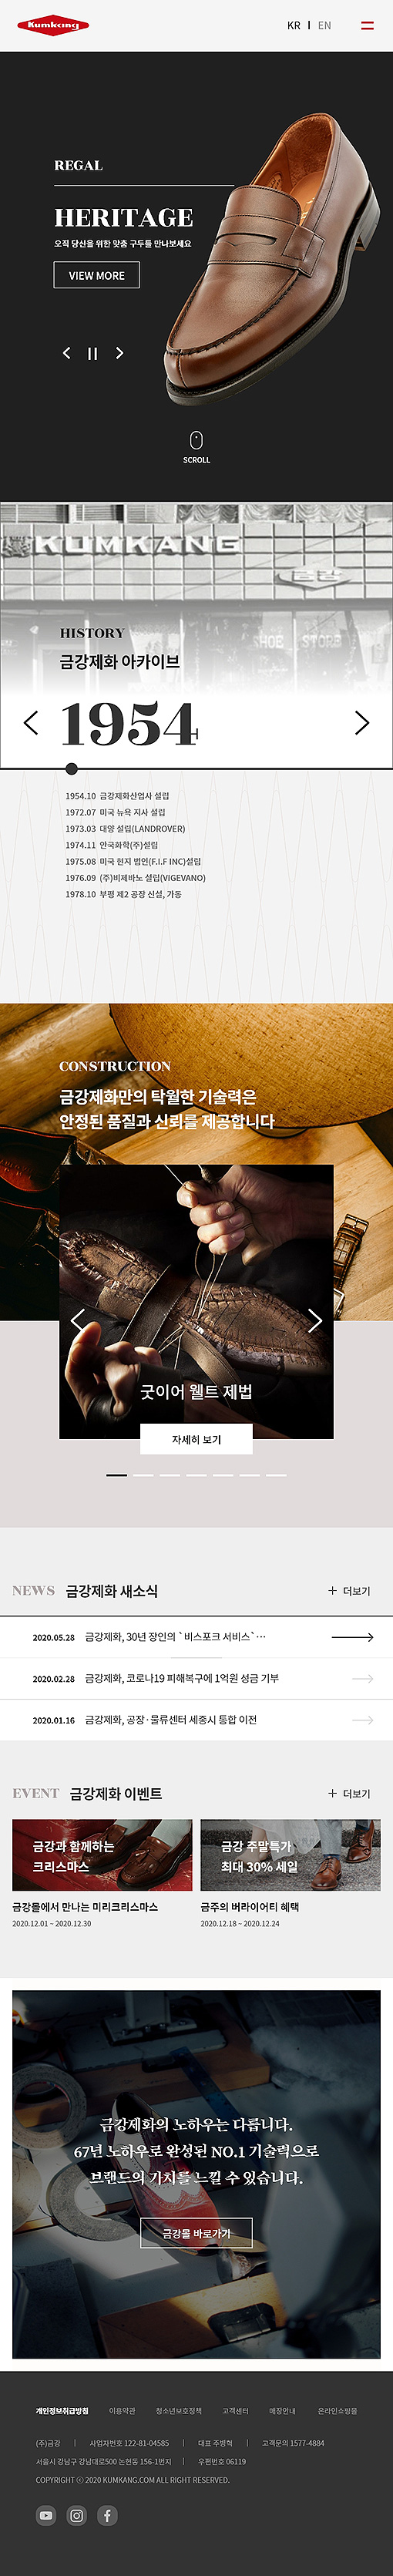 Kumkang
KR | EN
REGAL
HERITAGE
오직 당신을 위한 맞춤 구두를 만나보세요
VIEW MORE
SCROLL
KUMKANG
금강
SHOE STORE
HISTORY
금강제화 아카이브
1954
1954.10 금강제화산업사 설립
1972.07 미국 뉴욕 지사 설립
1973.03 대양 설립(LANDROVER)
1974.11 안국화학(주)설립
1975.08 미국 현지 법인(F.I.F INC)설립
1976.09 (주)비제바노 설립(VIGEVANO)
1978.10 부평 제2 공장 신설, 가동
CONSTRUCTION
금강제화만의 탁월한 기술력은
안정된 품질과 신뢰를 제공합니다
굿이어 웰트 제법
자세히 보기
NEWS 금강제화 새소식
+ 더보기
2020.05.28 금강제화, 30년 장인의 `비스포크 서비스`…
2020.02.28 금강제화, 코로나19 피해복구에 1억원 성금 기부
2020.01.16 금강제화, 공장·물류센터 세종시 통합 이전
EVENT 금강제화 이벤트
+ 더보기
금강과 함께하는
크리스마스
금강몰에서 만나는 미리크리스마스
2020.12.01 ~ 2020.12.30
금강 주말특가
최대 30% 세일
금주의 버라이어티 혜택
2020.12.18 ~ 2020.12.24
금강제화의 노하우는 다릅니다.
67년 노하우로 완성된 NO.1 기술력으로
브랜드의 가치를 느낄 수 있습니다.
금강몰 바로가기
개인정보취급방침 이용약관 청소년보호정책 고객센터 매장안내 온라인쇼핑몰
(주)금강 | 사업자번호 122-81-04585 | 대표 주병혁 | 고객문의 1577-4884
서울시 강남구 강남대로500 논현동 156-1번지 | 우편번호 06119
COPYRIGHT ⓒ 2020 KUMKANG.COM ALL RIGHT RESERVED.